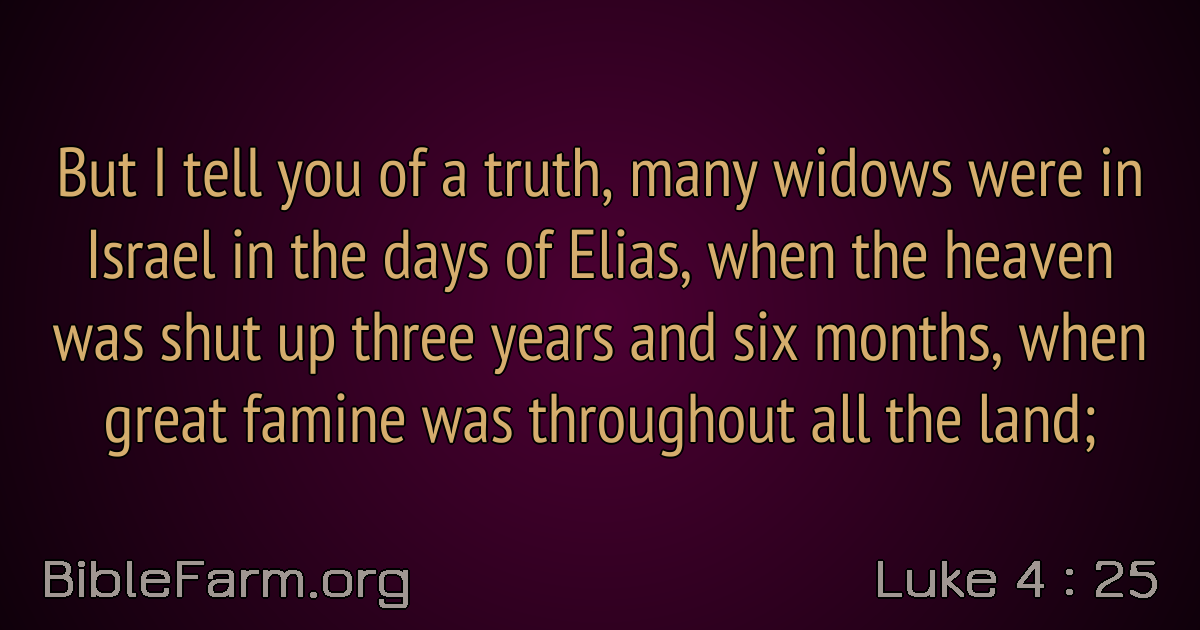 But I tell you of a truth, many widows were in
Israel in the days of Elias, when the heaven
was shut up three years and six months, when
great famine was throughout all the land;
BibleFarm.org
Luke 4 : 25